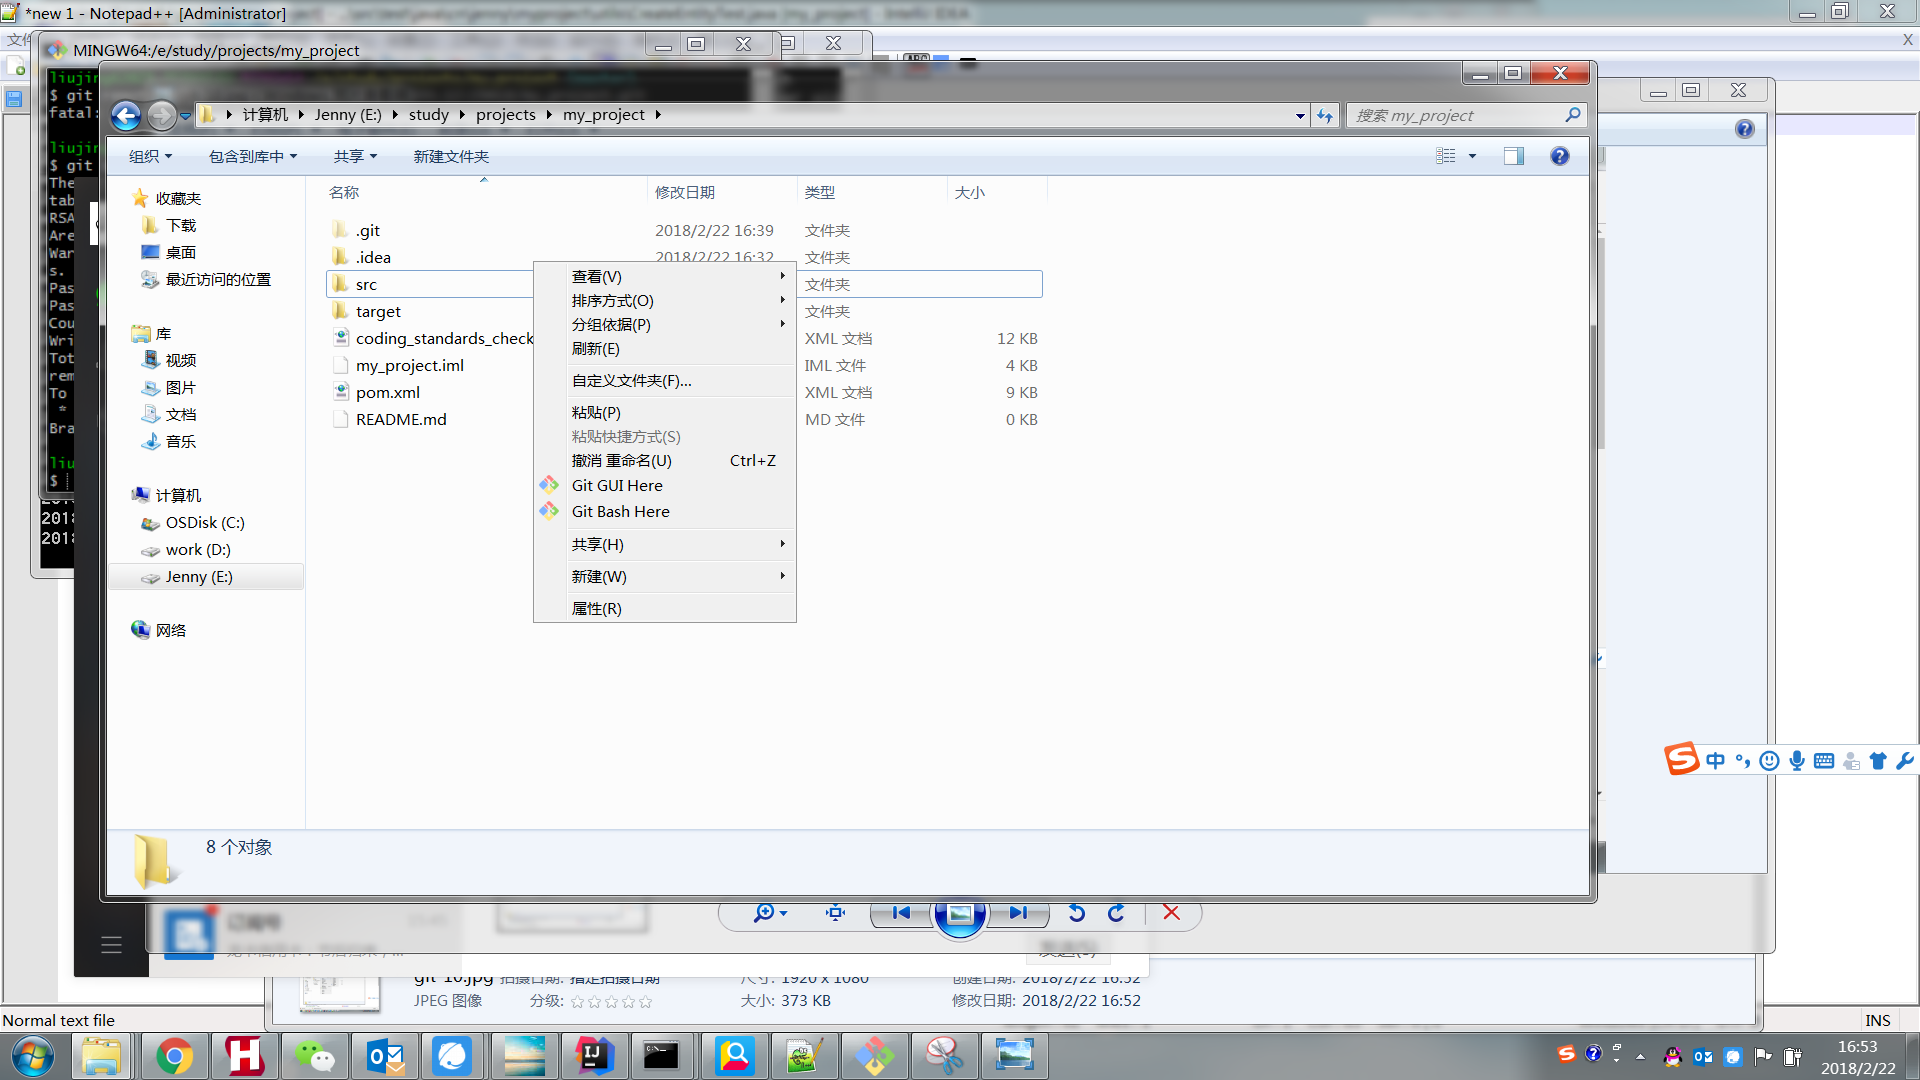 *new 1 - Notepad++ [Administrator]
MINGW64:/e/study/projects/my_project
$ git
fatal:
$ git
The
RSA
Are
War
s.
Pas
Pas
Cou
Wri
Tot
rem
To
*
Bra
$
2018
2018
计算机 Jenny (E:) study projects my_project
搜索 my_project
组织 包含到库中 共享 新建文件夹
名称 修改日期 类型 大小
收藏夹
下载
桌面
最近访问的位置
库
视频
图片
文档
音乐
计算机
OSDisk (C:)
work (D:)
Jenny (E:)
网络
.git 2018/2/22 16:39 文件夹
.idea 2018/2/22 16:32 文件夹
src 文件夹
target 文件夹
coding_standards_check XML 文档 12 KB
my_project.iml IML 文件 4 KB
pom.xml XML 文档 9 KB
README.md MD 文件 0 KB
查看(V)
排序方式(O)
分组依据(P)
刷新(E)
自定义文件夹(F)...
粘贴(P)
粘贴快捷方式(S)
撤消 重命名(U) Ctrl+Z
Git GUI Here
Git Bash Here
共享(H)
新建(W)
属性(R)
8 个对象
中
git-10.jpg 拍摄日期: 指定拍摄日期 尺寸: 1920 x 1080 创建日期: 2018/2/22 16:52
JPEG 图像 分级: 大小: 373 KB 修改日期: 2018/2/22 16:52
Normal text file INS
16:53
2018/2/22